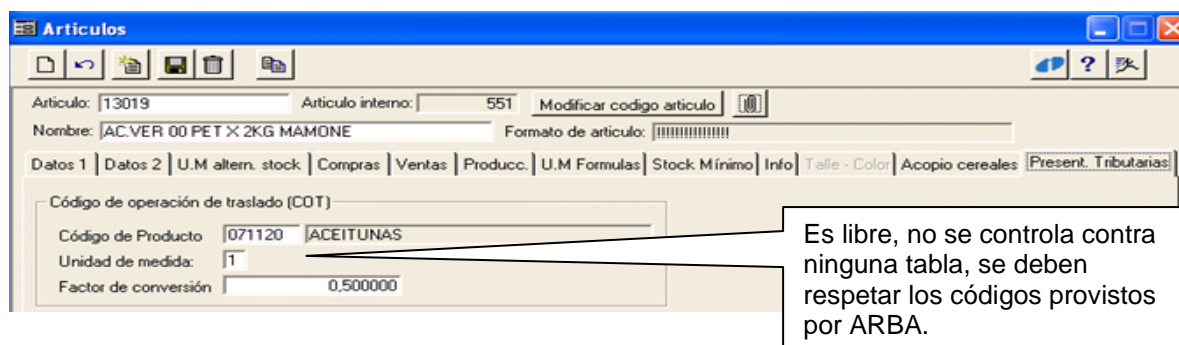 Articulos
Articulo: 13019 Articulo interno: 551 Modificar codigo articulo
Nombre: AC.VER 00 PET X 2KG MAMONE Formato de articulo: !!!!!!!!!!!!!!!
Datos 1 Datos 2 U.M altern. stock Compras Ventas Producc. U.M Formulas Stock Mínimo Info Talle - Color Acopio cereales Present. Tributarias
Código de operación de traslado (COT)
Código de Producto 071120 ACEITUNAS
Unidad de medida: 1
Factor de conversión 0,500000
Es libre, no se controla contra
ninguna tabla, se deben
respetar los códigos provistos
por ARBA.